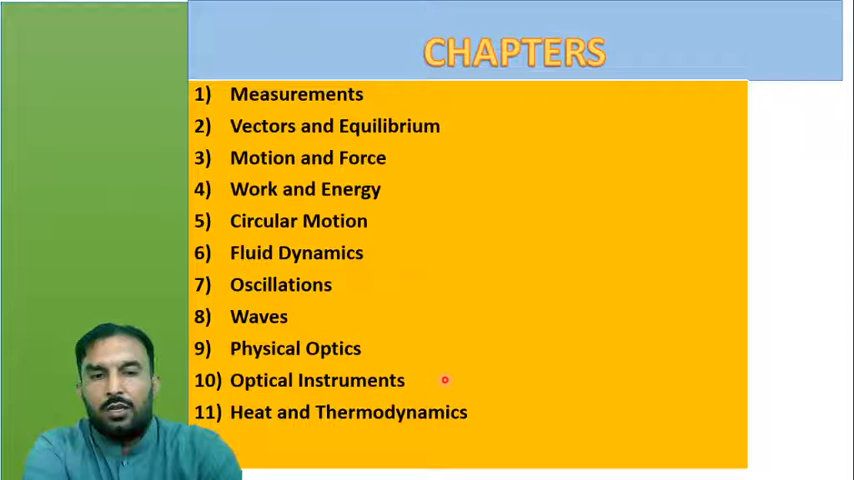 CHAPTERS
1) Measurements
2) Vectors and Equilibrium
3) Motion and Force
4) Work and Energy
5) Circular Motion
6) Fluid Dynamics
7) Oscillations
8) Waves
9) Physical Optics
10) Optical Instruments
11) Heat and Thermodynamics